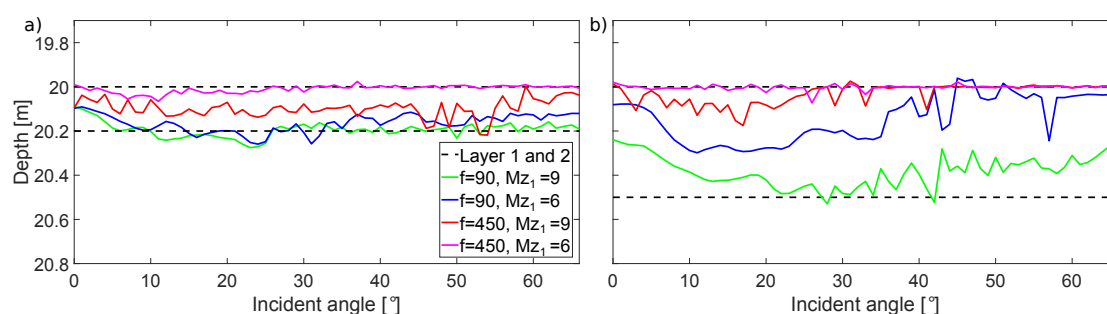 a)
b)
19.8
20
20.2
20.4
20.6
20.8
Depth [m]
Layer 1 and 2
f=90, Mz₁=9
f=90, Mz₁=6
f=450, Mz₁=9
f=450, Mz₁=6
0 10 20 30 40 50 60
Incident angle [°]
0 10 20 30 40 50 60
Incident angle [°]